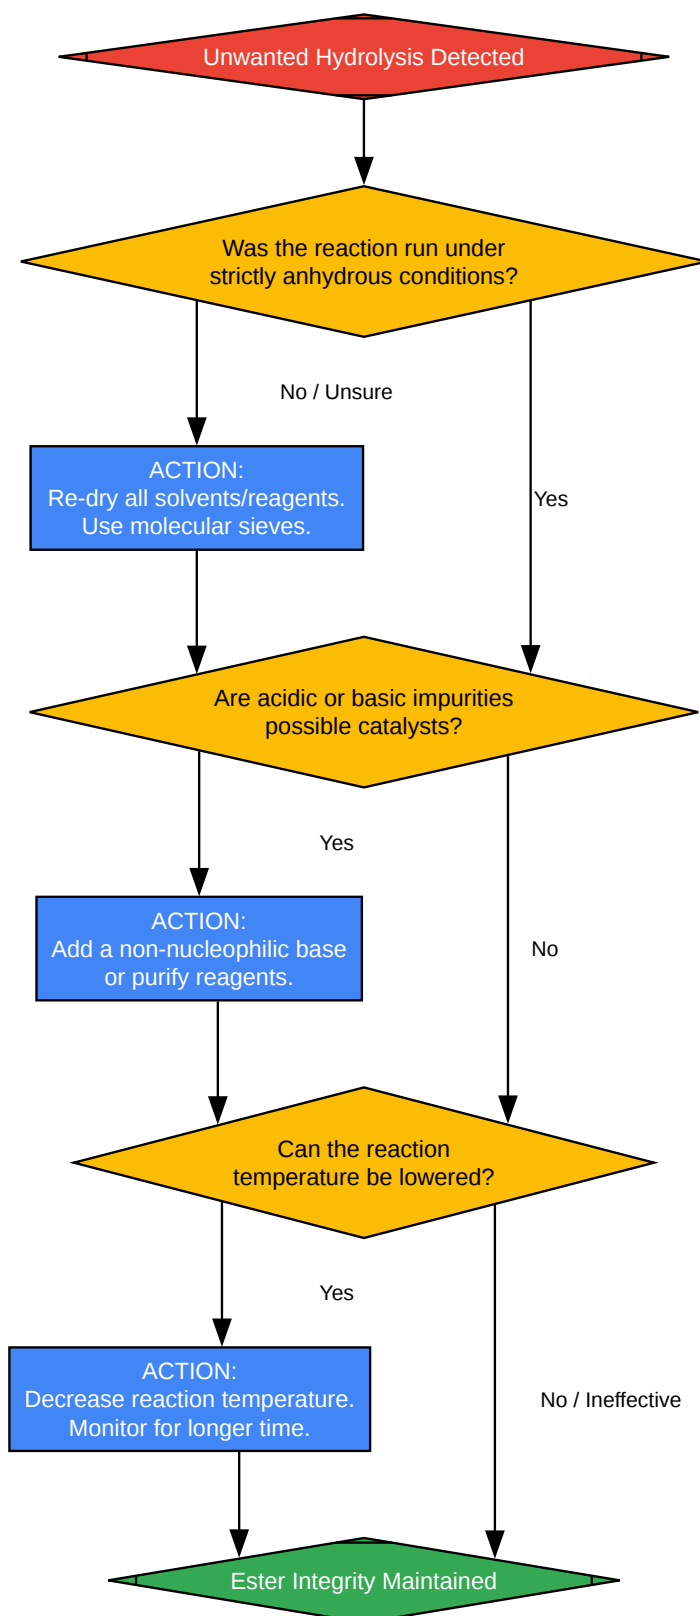 Unwanted Hydrolysis Detected
Was the reaction run under
strictly anhydrous conditions?
No / Unsure
ACTION:
Re-dry all solvents/reagents.
Use molecular sieves.
Yes
Are acidic or basic impurities
possible catalysts?
Yes
ACTION:
Add a non-nucleophilic base
or purify reagents.
No
Can the reaction
temperature be lowered?
Yes
ACTION:
Decrease reaction temperature.
Monitor for longer time.
No / Ineffective
Ester Integrity Maintained